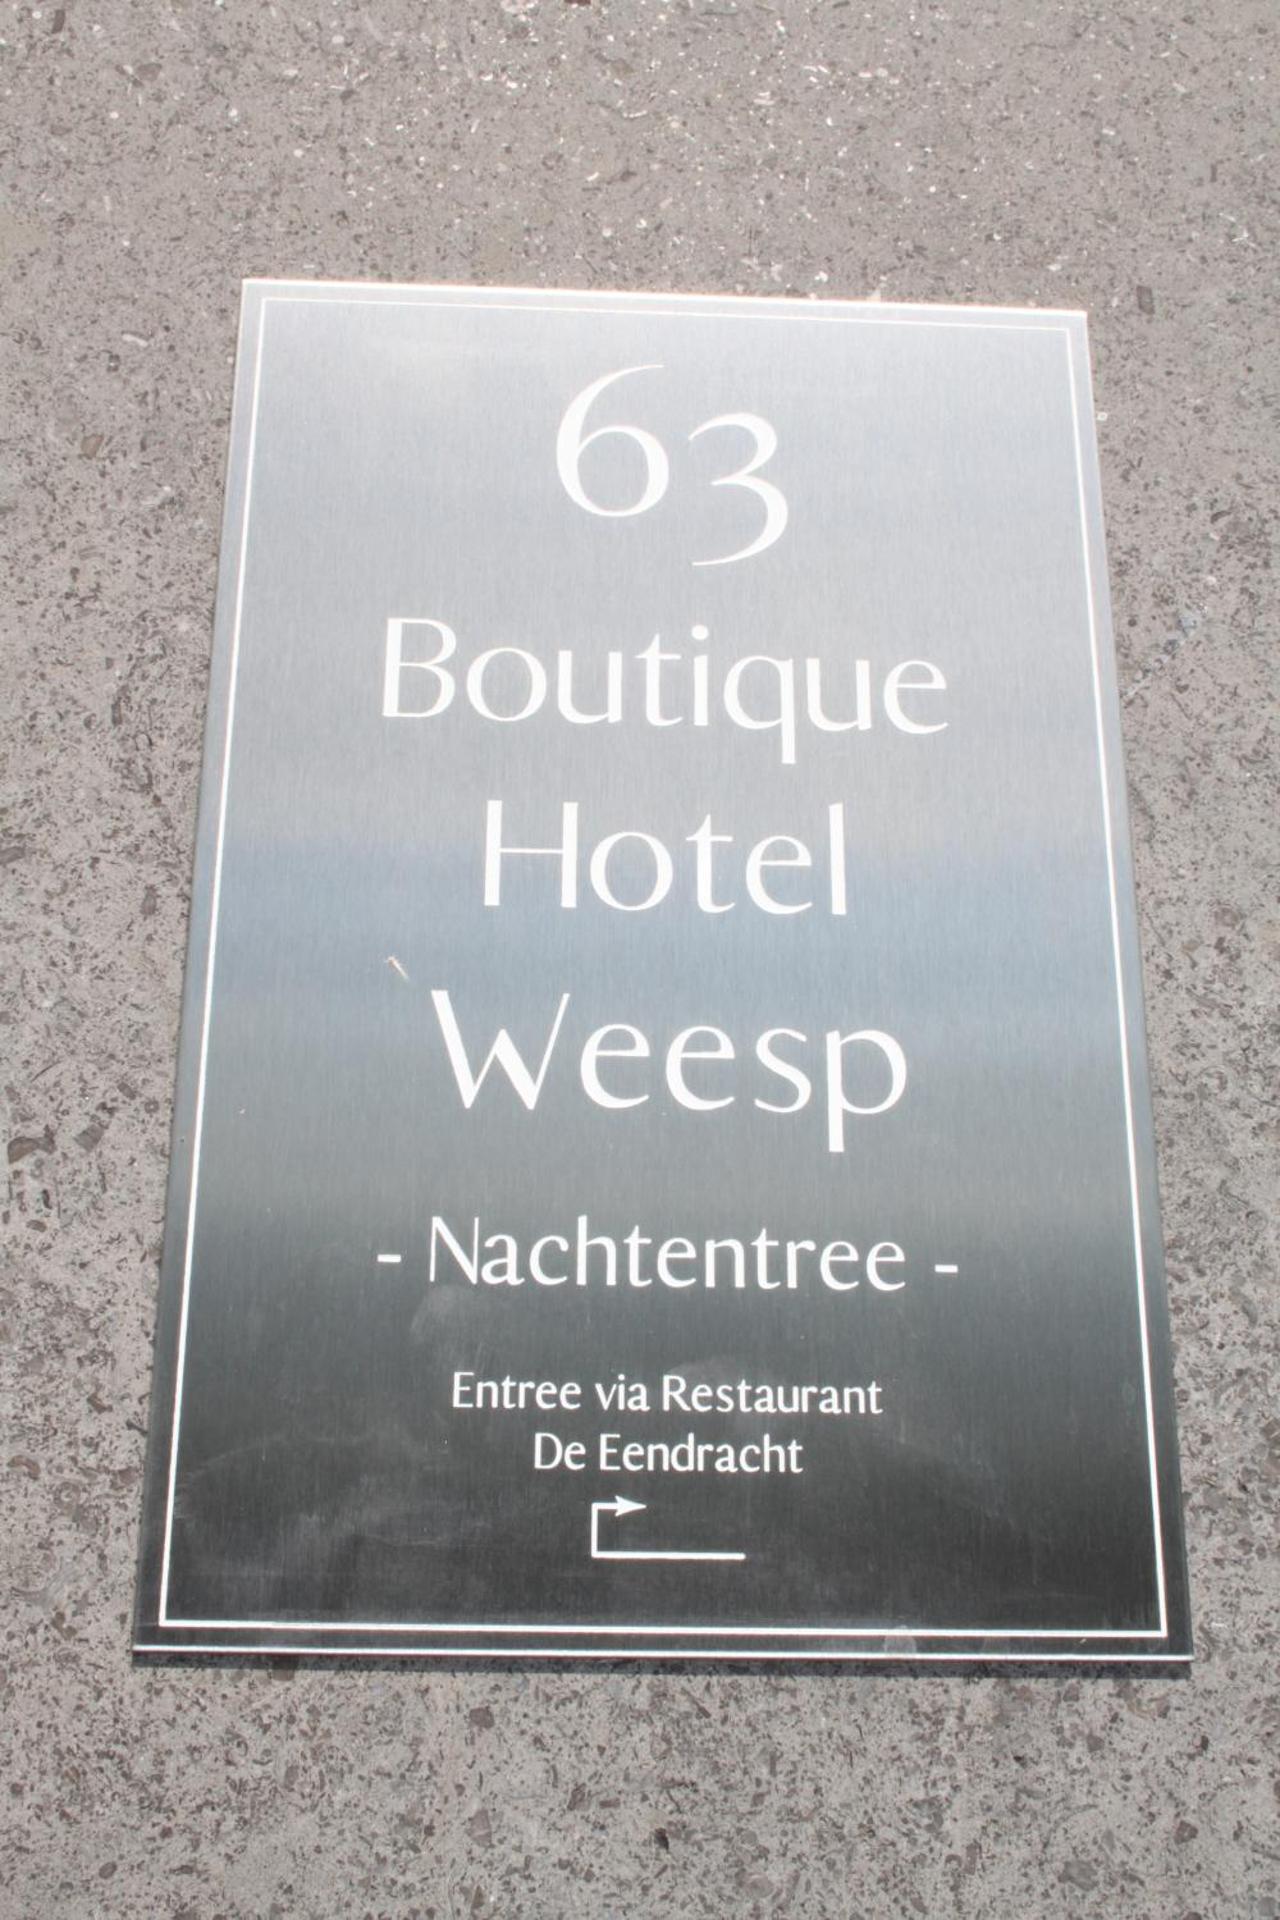 63
Boutique
Hotel
Weesp
- Nachtentree -
Entree via Restaurant
De Eendracht